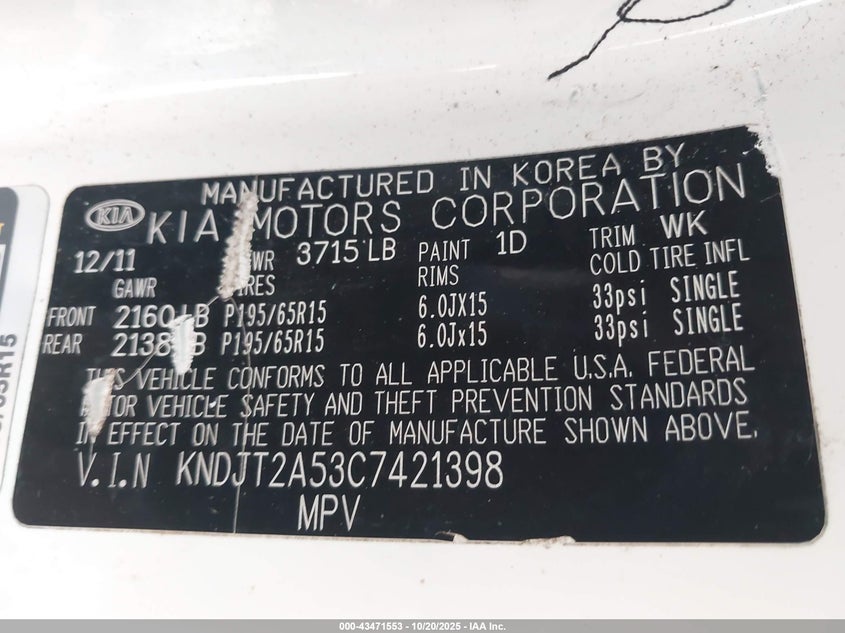 MANUFACTURED IN KOREA BY
KIA KIA MOTORS CORPORATION
12/11 3715 LB PAINT 1D TRIM WK
GAWR RIMS COLD TIRE INFL
FRONT P195/65R15 6.0JX15 33psi SINGLE
REAR P195/65R15 6.0Jx15 33psi SINGLE
VEHICLE CONFORMS TO ALL APPLICABLE U.S.A. FEDERAL
VEHICLE SAFETY AND THEFT PREVENTION STANDARDS
IN EFFECT ON THE DATE OF MANUFACTURE SHOWN ABOVE.
V.I.N KNDJT2A53C7421398
MPV
000-43471553 | 10/20/2025 - IAA Inc.